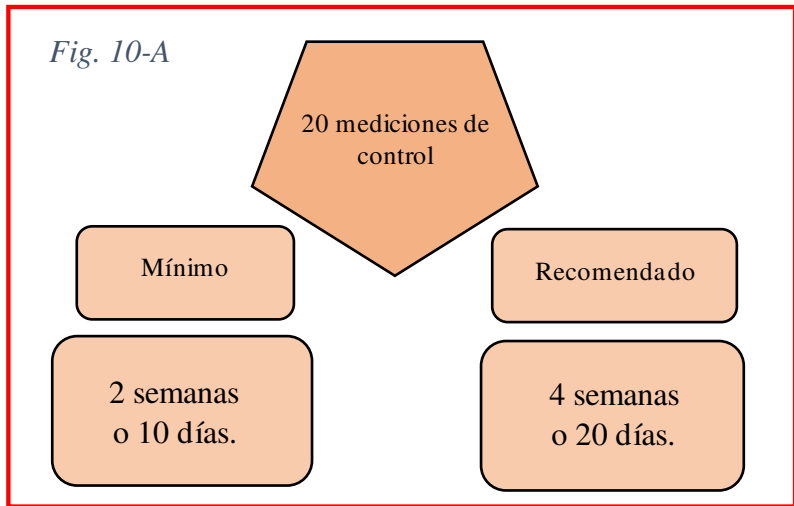 Fig. 10-A
20 mediciones de
control
Mínimo
Recomendado
2 semanas
o 10 días.
4 semanas
o 20 días.